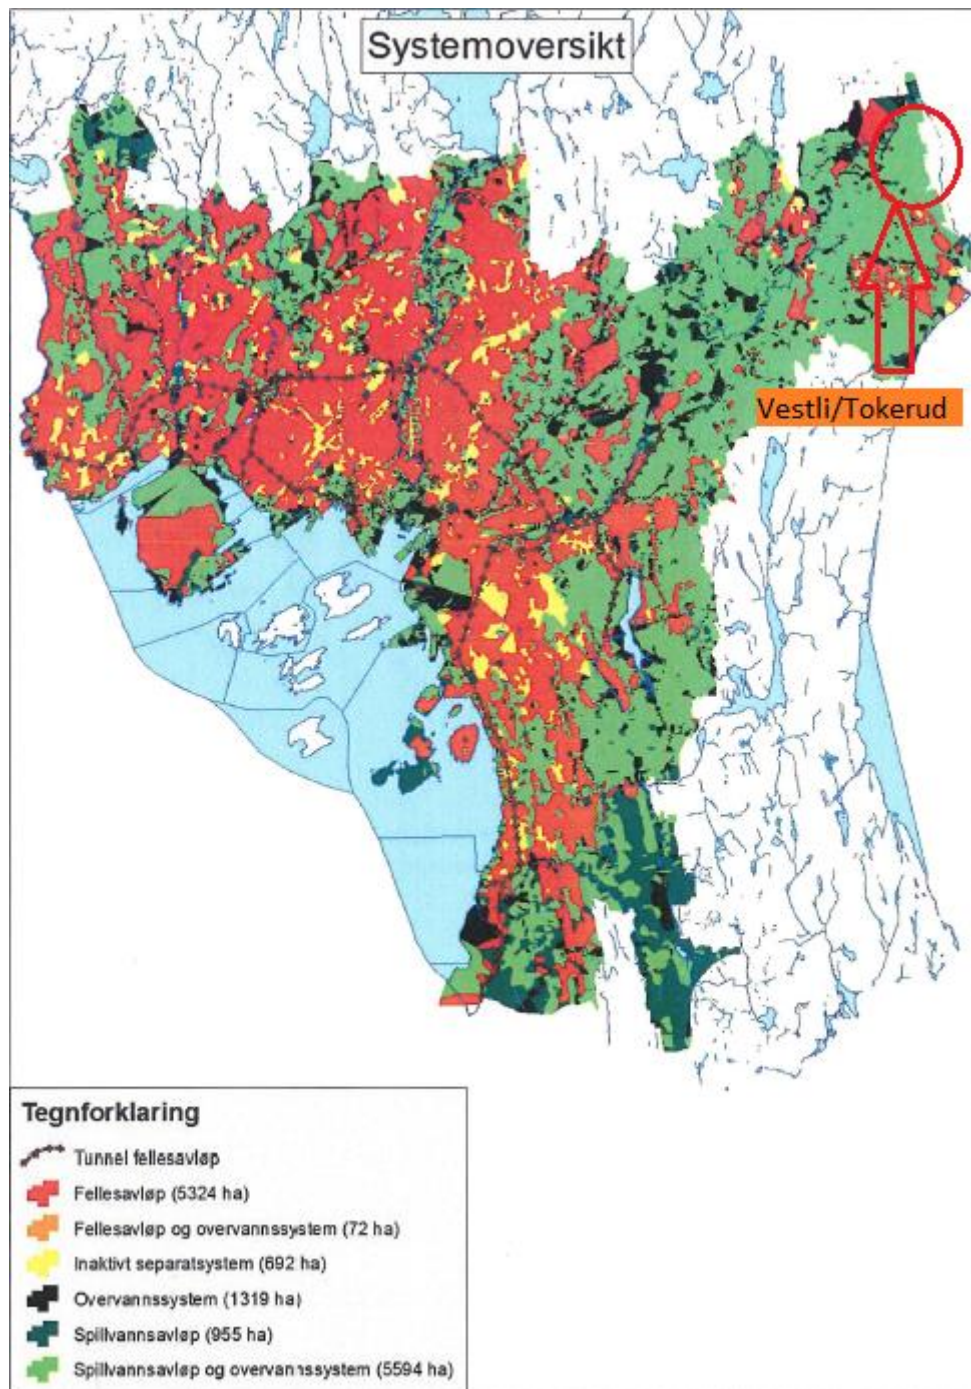 Systemoversikt
Vestli/Tokerud
Tegnforklaring
Tunnel fellesavløp
Fellesavløp (5324 ha)
Fellesavløp og overvannssystem (72 ha)
Inaktivt separatsystem (692 ha)
Overvannssystem (1319 ha)
Spillvannsavløp (955 ha)
Spillvannsavløp og overvannssystem (5594 ha)